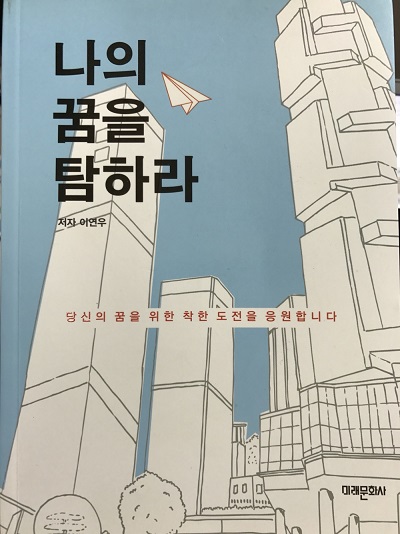 나의
꿈을
탐하라
저자 이연우
당신의 꿈을 위한 착한 도전을 응원합니다
미래문화사